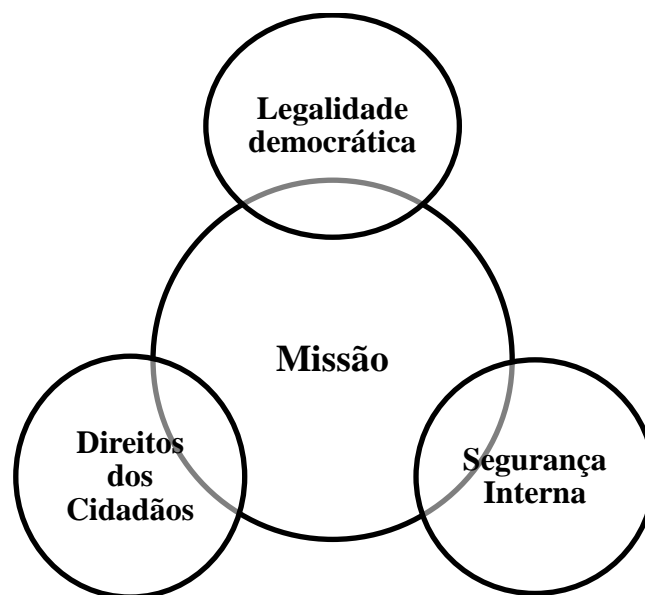 Legalidade
democrática
Missão
Direitos
dos
Cidadãos
Segurança
Interna